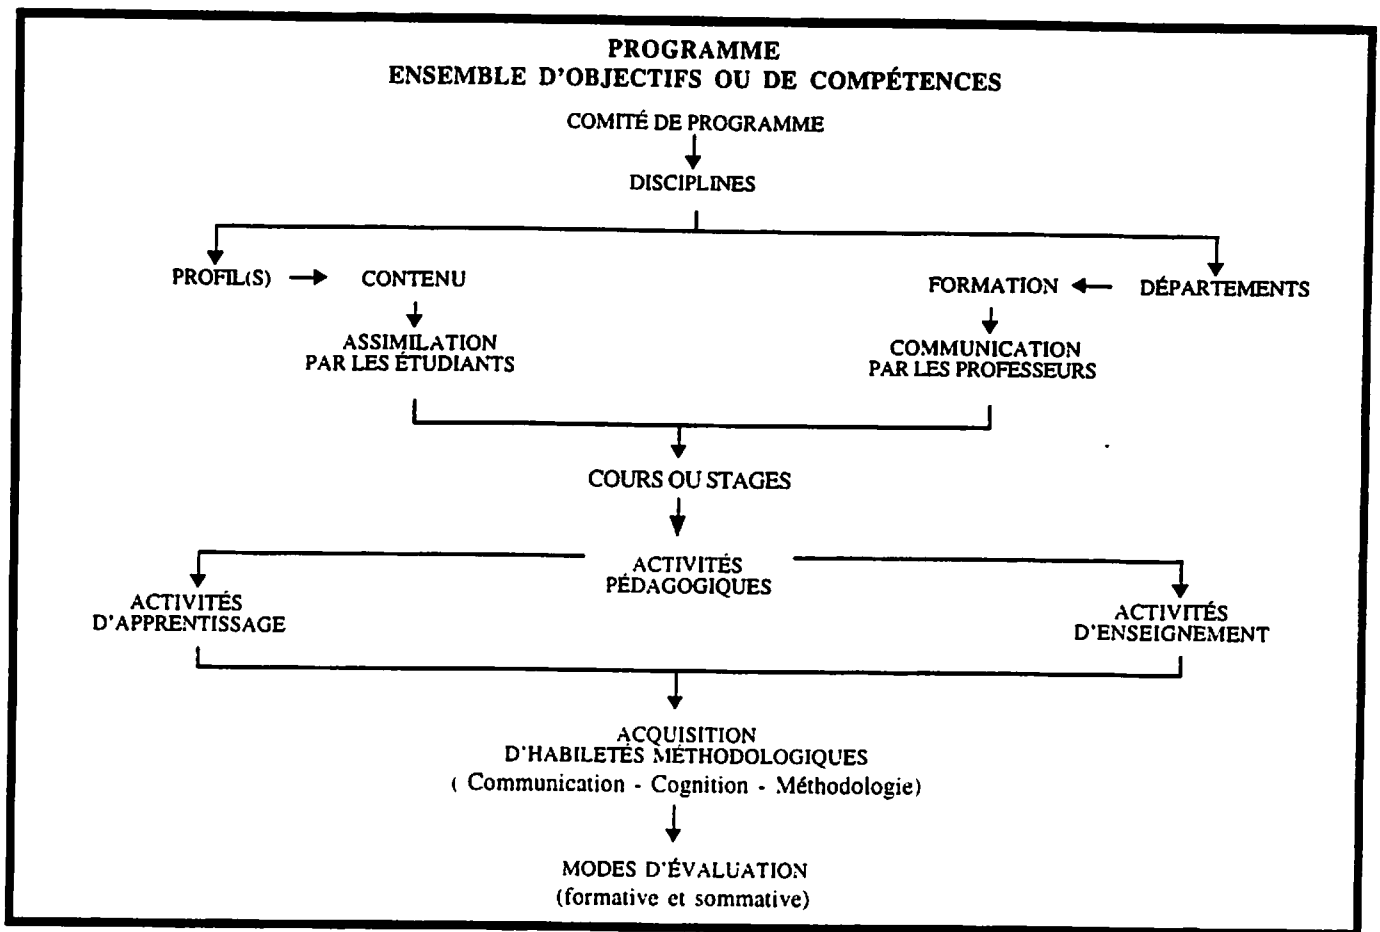 PROGRAMME
ENSEMBLE D'OBJECTIFS OU DE COMPÉTENCES
COMITÉ DE PROGRAMME
DISCIPLINES
PROFIL(S)
CONTENU
FORMATION
DÉPARTEMENTS
ASSIMILATION
PAR LES ÉTUDIANTS
COMMUNICATION
PAR LES PROFESSEURS
COURS OU STAGES
ACTIVITÉS
PÉDAGOGIQUES
ACTIVITÉS
D'APPRENTISSAGE
ACTIVITÉS
D'ENSEIGNEMENT
ACQUISITION
D'HABILETÉS MÉTHODOLOGIQUES
( Communication - Cognition - Méthodologie)
MODES D'ÉVALUATION
(formative et sommative)